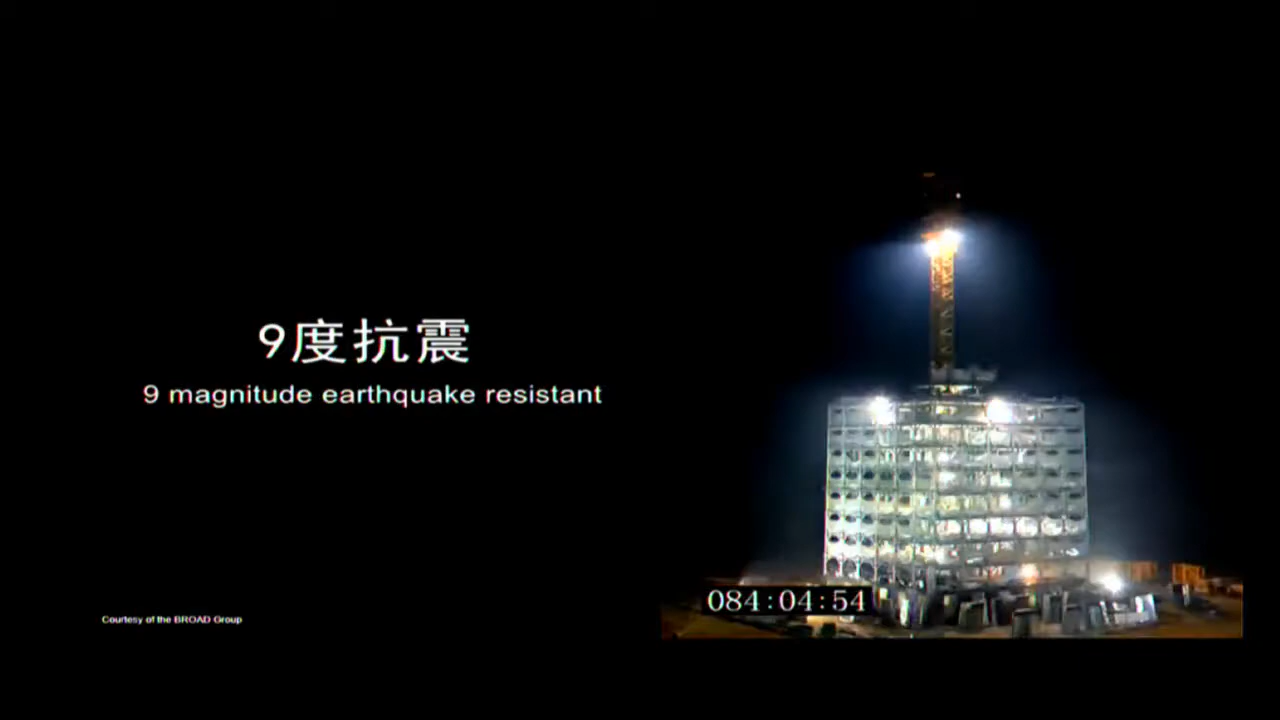 9度抗震
9 magnitude earthquake resistant
084:04:54
Courtesy of the BROAD Group